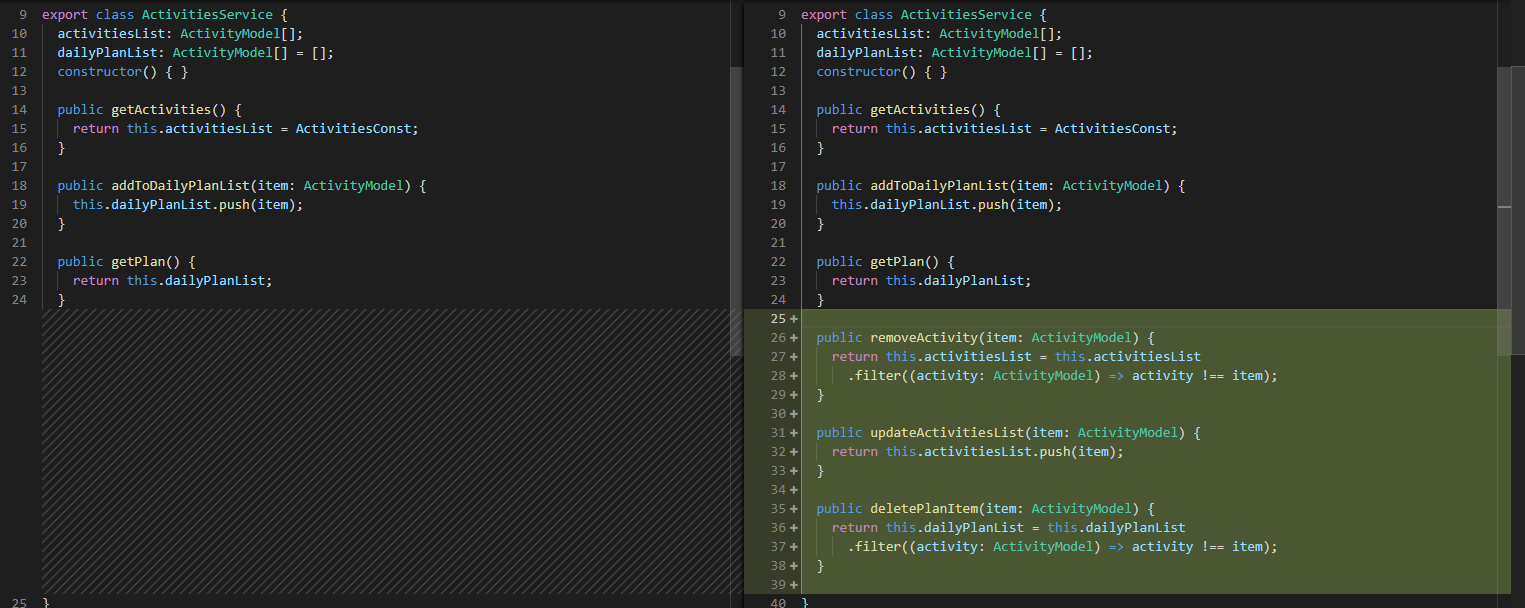 9 export class ActivitiesService {
10 activitiesList: ActivityModel[];
11 dailyPlanList: ActivityModel[] = [];
12 constructor() { }
13
14 public getActivities() {
15 return this.activitiesList = ActivitiesConst;
16 }
17
18 public addToDailyPlanList(item: ActivityModel) {
19 this.dailyPlanList.push(item);
20 }
21
22 public getPlan() {
23 return this.dailyPlanList;
24 }
25 }
9 export class ActivitiesService {
10 activitiesList: ActivityModel[];
11 dailyPlanList: ActivityModel[] = [];
12 constructor() { }
13
14 public getActivities() {
15 return this.activitiesList = ActivitiesConst;
16 }
17
18 public addToDailyPlanList(item: ActivityModel) {
19 this.dailyPlanList.push(item);
20 }
21
22 public getPlan() {
23 return this.dailyPlanList;
24 }
25+
26+ public removeActivity(item: ActivityModel) {
27+ return this.activitiesList = this.activitiesList
28+ .filter((activity: ActivityModel) => activity !== item);
29+ }
30+
31+ public updateActivitiesList(item: ActivityModel) {
32+ return this.activitiesList.push(item);
33+ }
34+
35+ public deletePlanItem(item: ActivityModel) {
36+ return this.dailyPlanList = this.dailyPlanList
37+ .filter((activity: ActivityModel) => activity !== item);
38+ }
39+
40 }